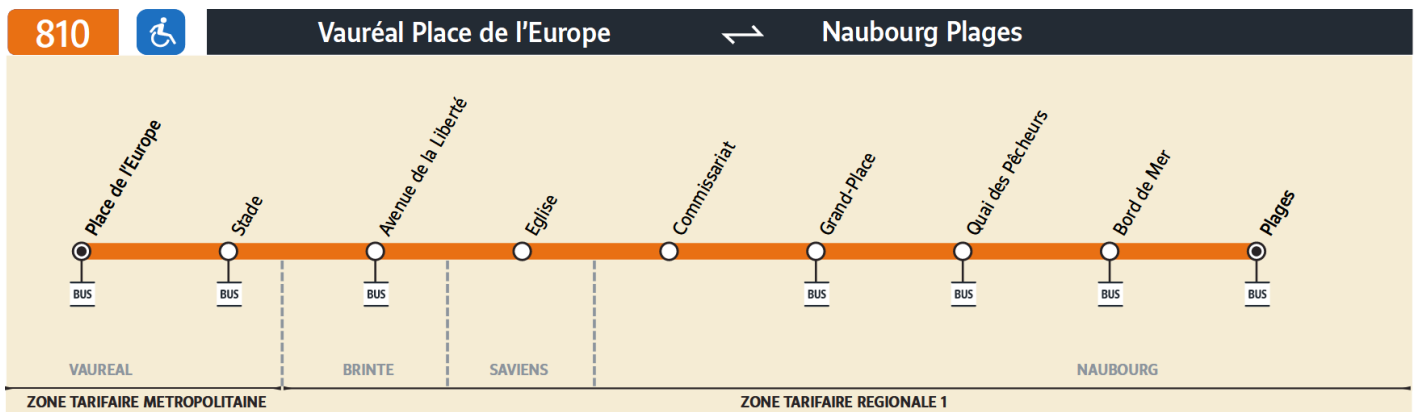 810
Vauréal Place de l'Europe
Naubourg Plages
Place de l'Europe
Stade
Avenue de la Liberté
Eglise
Commissariat
Grand-Place
Quai des Pêcheurs
Bord de Mer
Plages
BUS
BUS
BUS
BUS
BUS
BUS
BUS
VAUREAL
BRINTE
SAVIENS
NAUBOURG
ZONE TARIFAIRE METROPOLITAINE
ZONE TARIFAIRE REGIONALE 1